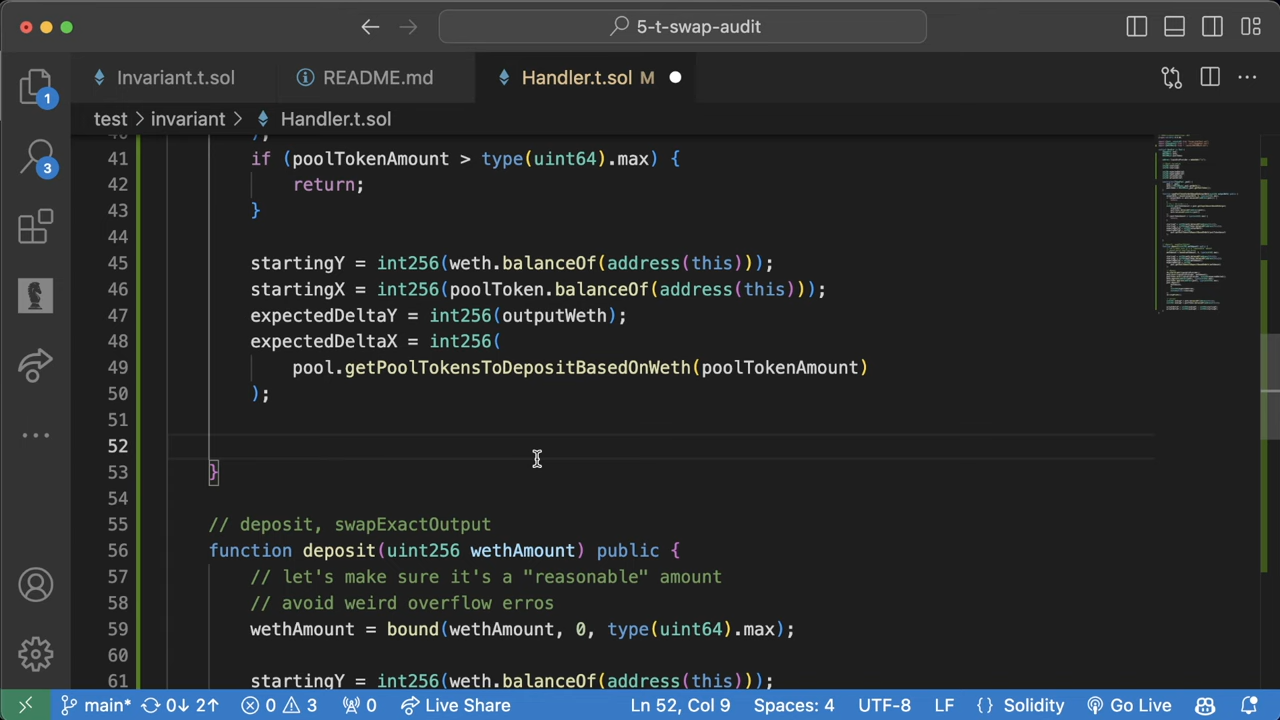 5-t-swap-audit
Invariant.t.sol README.md Handler.t.sol M
test > invariant > Handler.t.sol
1
3
40 );
41 if (poolTokenAmount > type(uint64).max) {
42 return;
43 }
44
45 startingY = int256(weth.balanceOf(address(this)));
46 startingX = int256(poolToken.balanceOf(address(this)));
47 expectedDeltaY = int256(outputWeth);
48 expectedDeltaX = int256(
49 pool.getPoolTokensToDepositBasedOnWeth(poolTokenAmount)
50 );
51
52
53 }
54
55 // deposit, swapExactOutput
56 function deposit(uint256 wethAmount) public {
57 // let's make sure it's a "reasonable" amount
58 // avoid weird overflow erros
59 wethAmount = bound(wethAmount, 0, type(uint64).max);
60
61 startingY = int256(weth.balanceOf(address(this)));
main* 0↓ 2↑ 0 3 0 Live Share Ln 52, Col 9 Spaces: 4 UTF-8 LF {} Solidity Go Live